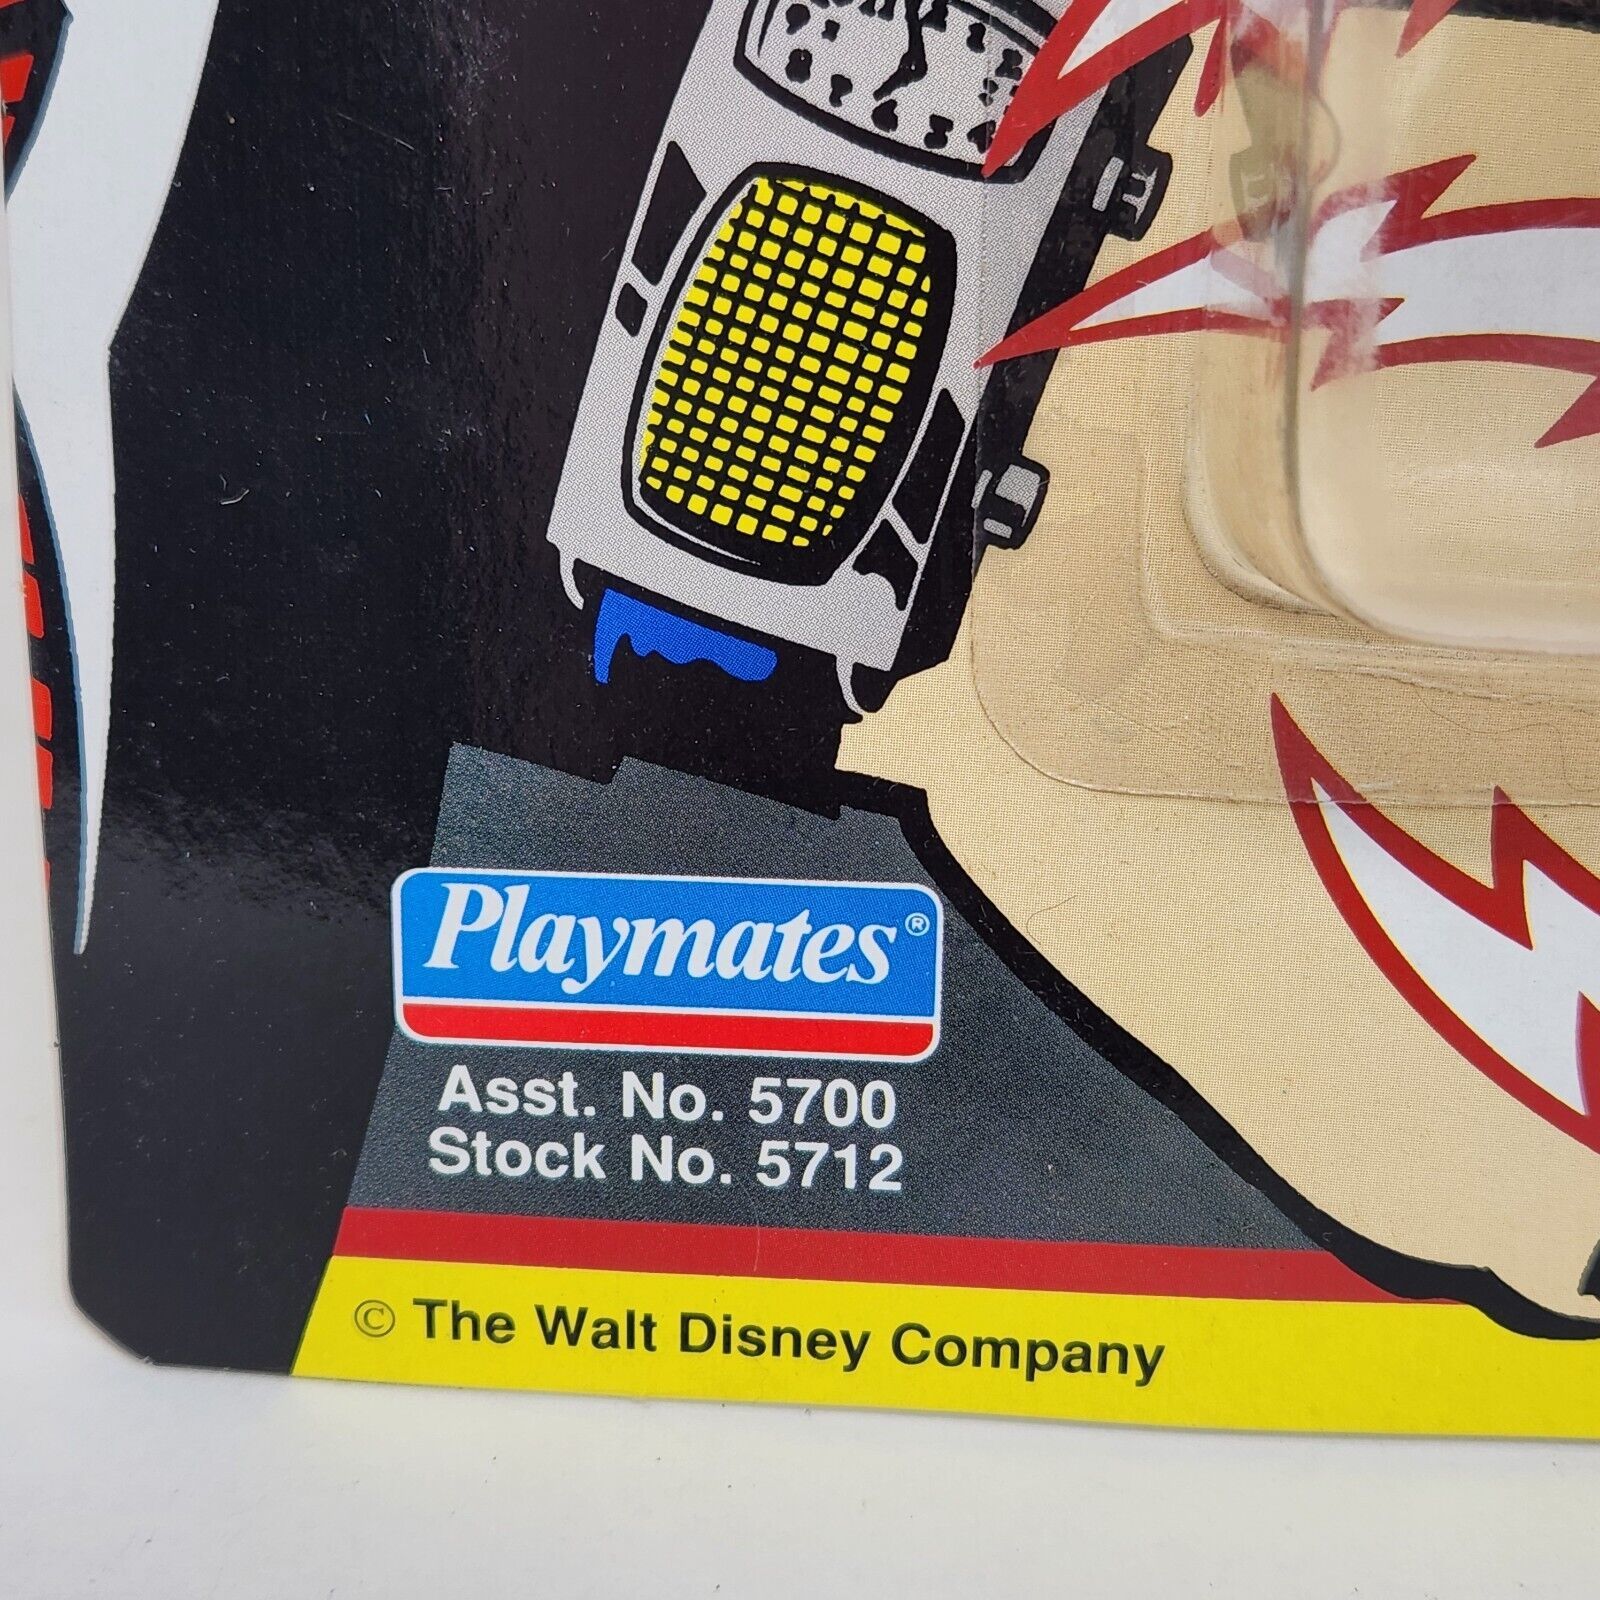 Playmates®
Asst. No. 5700
Stock No. 5712
© The Walt Disney Company